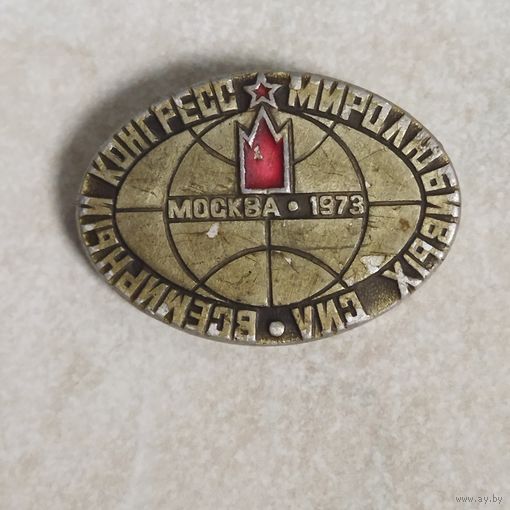 ВСЕМИРНЫЙ КОНГРЕСС МИРОЛЮБИВЫХ СИЛ •
МОСКВА • 1973
www.ay.by